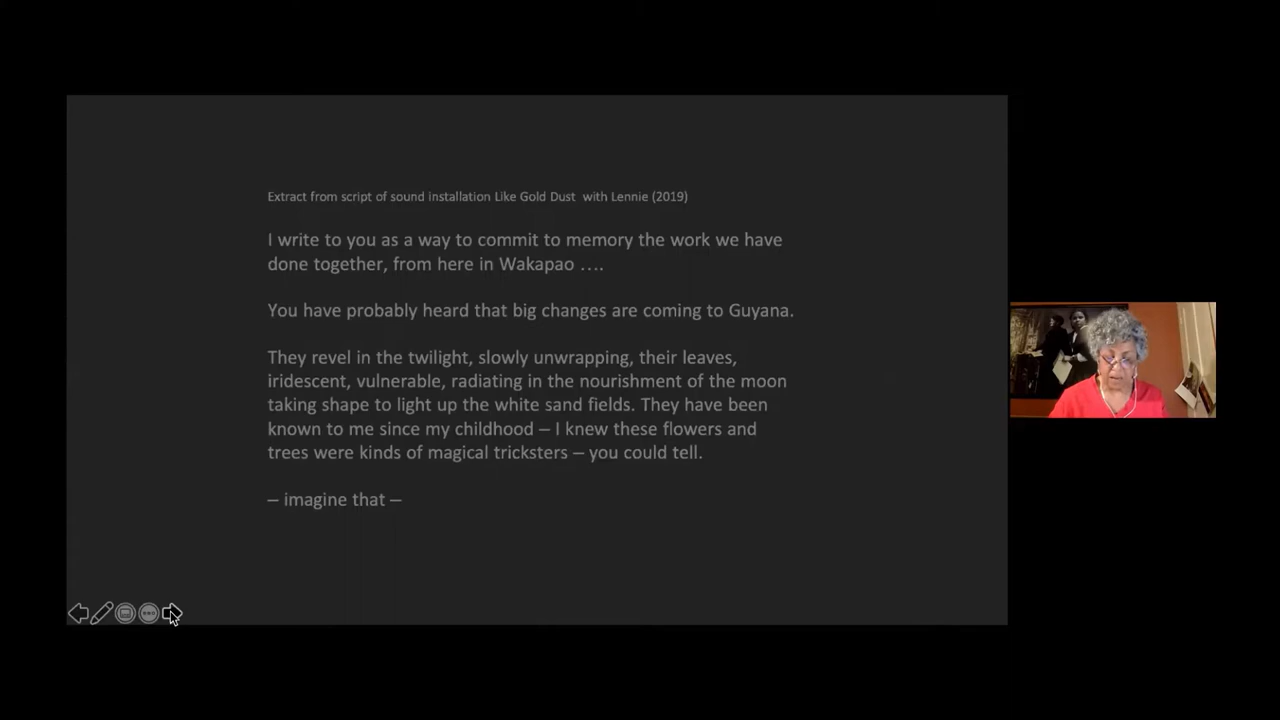 Extract from script of sound installation Like Gold Dust  with Lennie (2019)
I write to you as a way to commit to memory the work we have
done together, from here in Wakapao ….
You have probably heard that big changes are coming to Guyana.
They revel in the twilight, slowly unwrapping, their leaves,
iridescent, vulnerable, radiating in the nourishment of the moon
taking shape to light up the white sand fields. They have been
known to me since my childhood – I knew these flowers and
trees were kinds of magical tricksters – you could tell.
– imagine that –